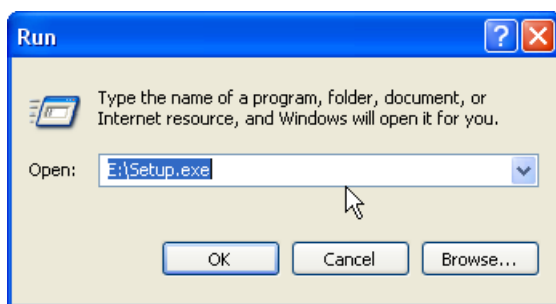 Run
Type the name of a program, folder, document, or
Internet resource, and Windows will open it for you.
Open: E:\Setup.exe
OK Cancel Browse...